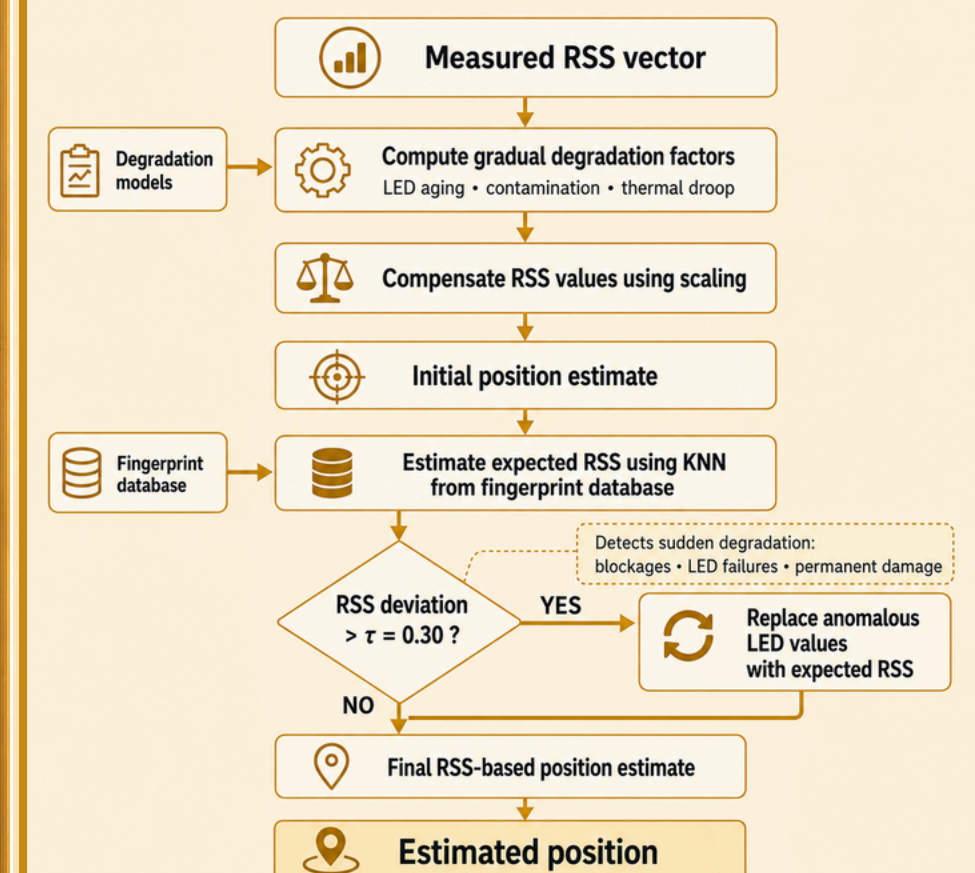 Measured RSS vector
Degradation
models
Compute gradual degradation factors
LED aging • contamination • thermal droop
Compensate RSS values using scaling
Initial position estimate
Fingerprint
database
Estimate expected RSS using KNN
from fingerprint database
Detects sudden degradation:
blockages • LED failures • permanent damage
RSS deviation
> τ = 0.30 ?
YES
Replace anomalous
LED values
with expected RSS
NO
Final RSS-based position estimate
Estimated position